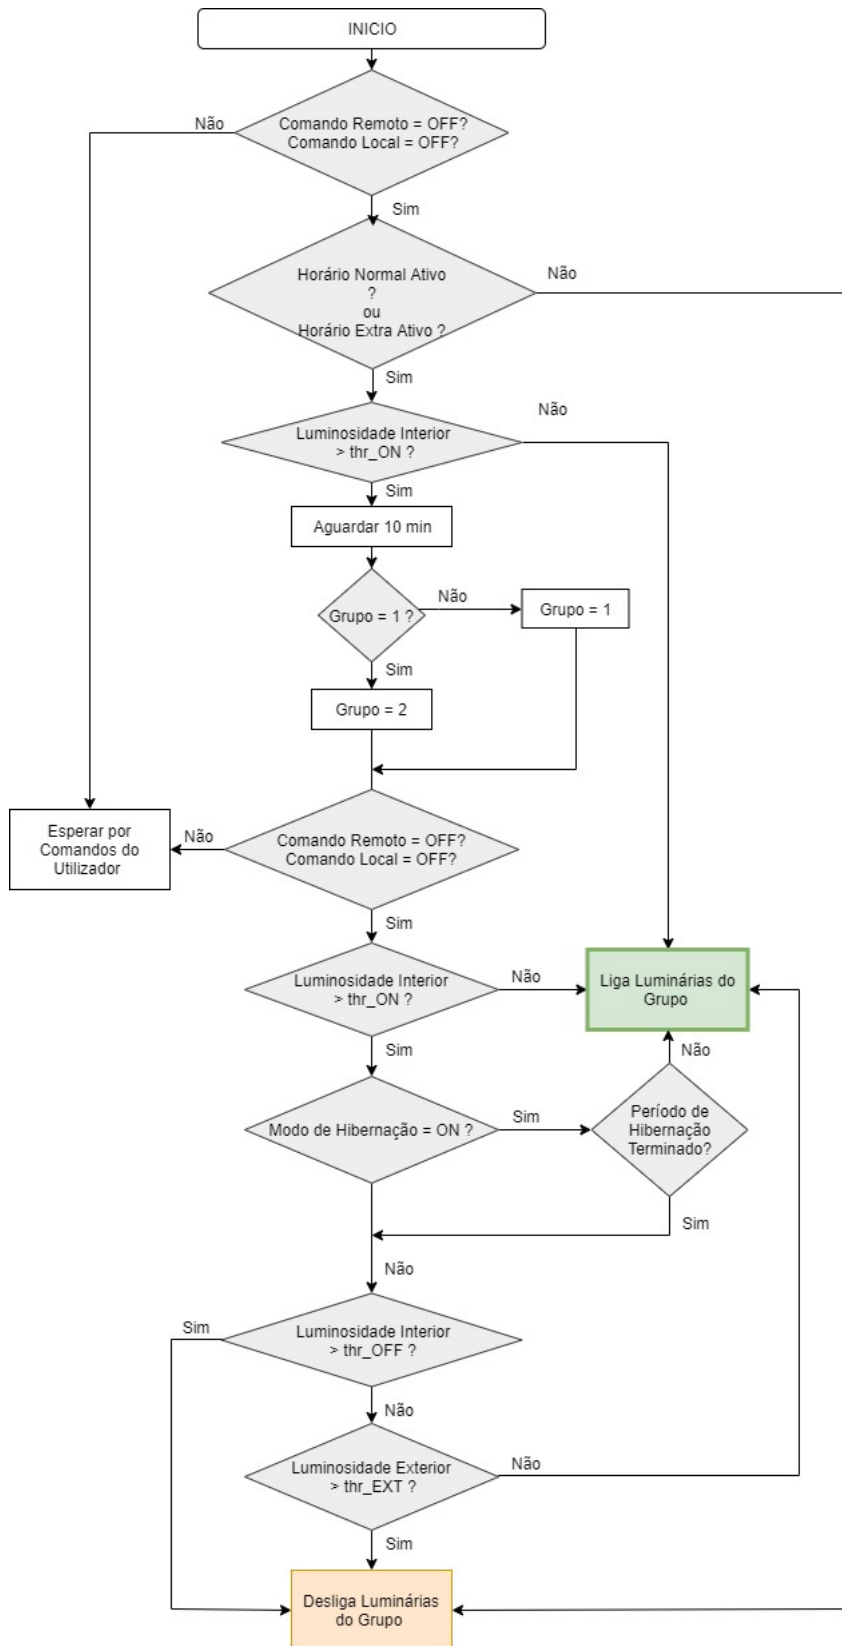 INICIO
Não
Comando Remoto = OFF?
Comando Local = OFF?
Sim
Horário Normal Ativo
?
ou
Horário Extra Ativo ?
Não
Sim
Não
Luminosidade Interior
> thr_ON ?
Sim
Aguardar 10 min
Grupo = 1 ?
Não
Grupo = 1
Sim
Grupo = 2
Esperar por
Comandos do
Utilizador
Não
Comando Remoto = OFF?
Comando Local = OFF?
Sim
Luminosidade Interior
> thr_ON ?
Não
Liga Luminárias do
Grupo
Sim
Não
Modo de Hibernação = ON ?
Sim
Período de
Hibernação
Terminado?
Sim
Não
Sim
Luminosidade Interior
> thr_OFF ?
Não
Luminosidade Exterior
> thr_EXT ?
Não
Sim
Desliga Luminárias
do Grupo